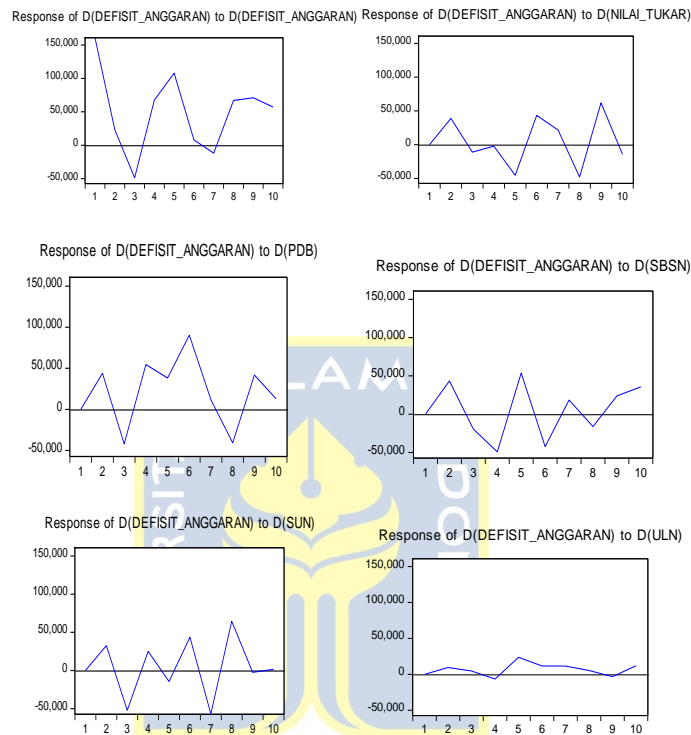 Response of D(DEFISIT_ANGGARAN) to D(DEFISIT_ANGGARAN)
150,000
100,000
50,000
0
-50,000
1 2 3 4 5 6 7 8 9 10
Response of D(DEFISIT_ANGGARAN) to D(NILAI_TUKAR)
150,000
100,000
50,000
0
-50,000
1 2 3 4 5 6 7 8 9 10
Response of D(DEFISIT_ANGGARAN) to D(PDB)
150,000
100,000
50,000
0
-50,000
1 2 3 4 5 6 7 8 9 10
Response of D(DEFISIT_ANGGARAN) to D(SBSN)
150,000
100,000
50,000
0
-50,000
1 2 3 4 5 6 7 8 9 10
Response of D(DEFISIT_ANGGARAN) to D(SUN)
150,000
100,000
50,000
0
-50,000
1 2 3 4 5 6 7 8 9 10
Response of D(DEFISIT_ANGGARAN) to D(ULN)
150,000
100,000
50,000
0
-50,000
1 2 3 4 5 6 7 8 9 10